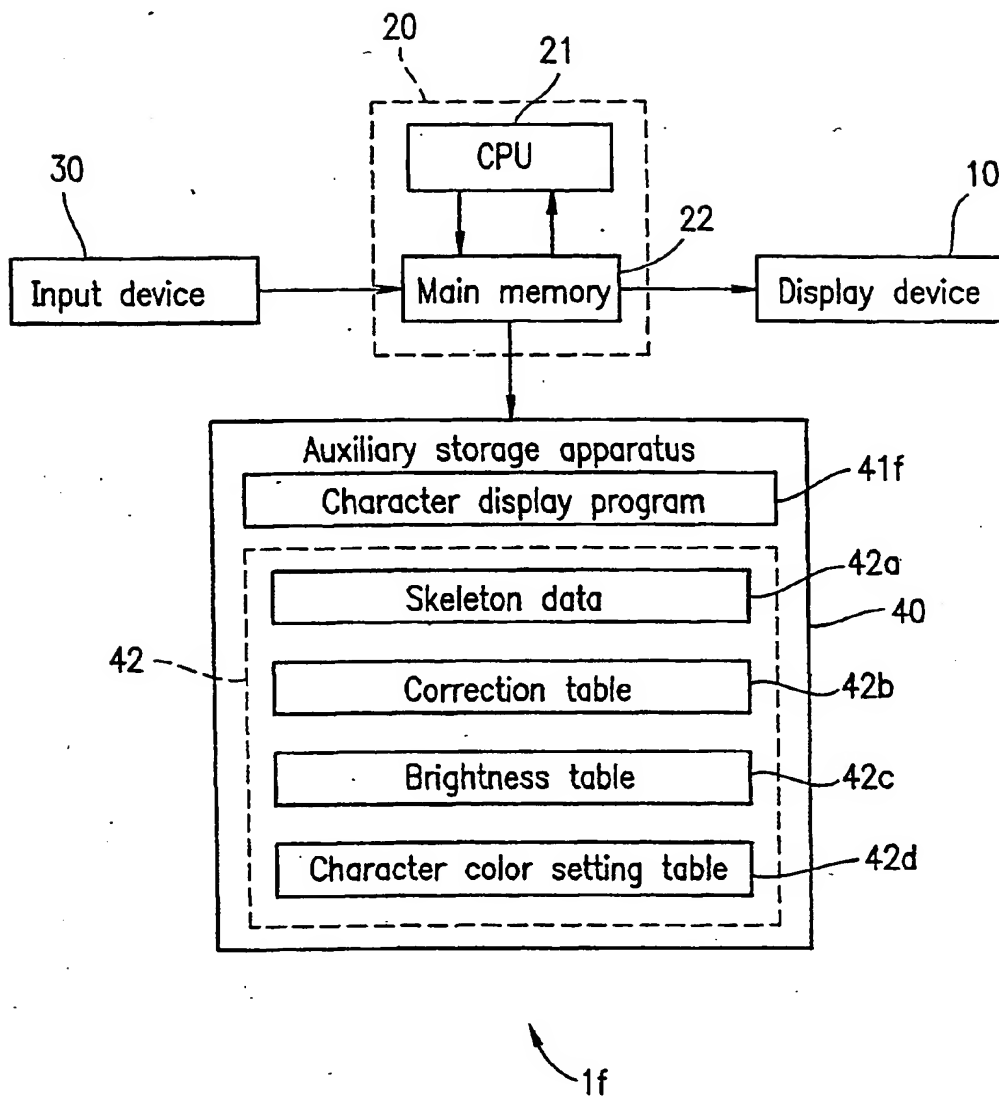 20
21
CPU
30
10
22
Input device
Main memory
Display device
Auxiliary storage apparatus
41f
Character display program
42a
Skeleton data
40
42
Correction table
42b
Brightness table
42c
Character color setting table
42d
1f